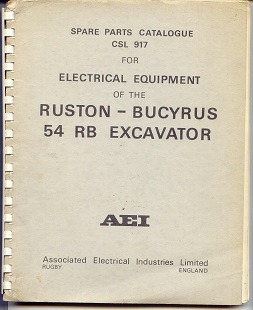 SPARE PARTS CATALOGUE
CSL 917
FOR
ELECTRICAL EQUIPMENT
OF THE
RUSTON - BUCYRUS
54 RB EXCAVATOR
AEI
Associated Electrical Industries Limited
RUGBY ENGLAND